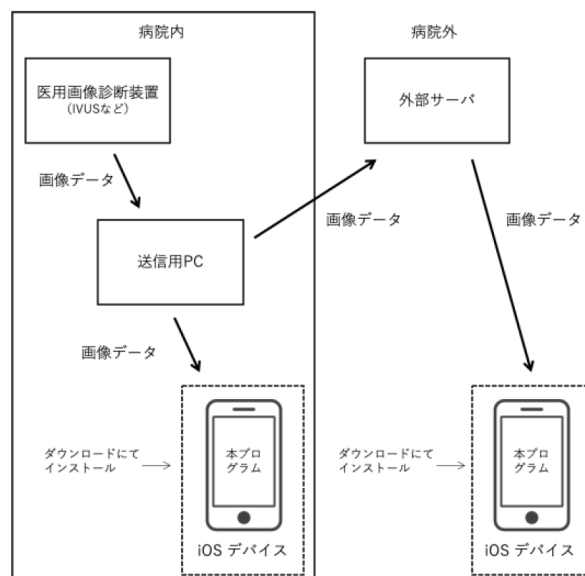 病院内
病院外
医用画像診断装置
(IVUSなど)
外部サーバ
画像データ
画像データ
画像データ
送信用PC
画像データ
ダウンロードにて
インストール
本プロ
グラム
iOS デバイス
ダウンロードにて
インストール
本プロ
グラム
iOS デバイス